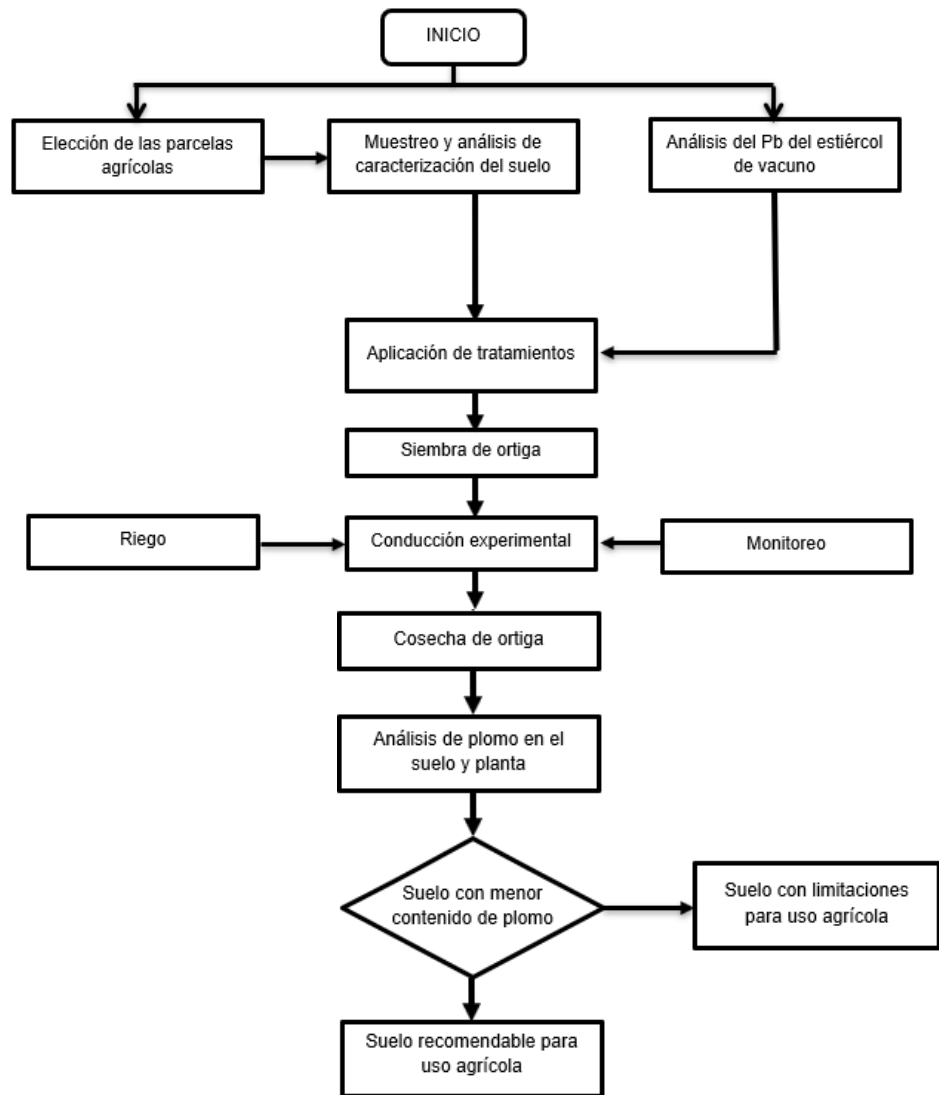 INICIO
Elección de las parcelas
agrícolas
Muestreo y análisis de
caracterización del suelo
Análisis del Pb del estiércol
de vacuno
Aplicación de tratamientos
Siembra de ortiga
Riego
Conducción experimental
Monitoreo
Cosecha de ortiga
Análisis de plomo en el
suelo y planta
Suelo con menor
contenido de plomo
Suelo con limitaciones
para uso agrícola
Suelo recomendable para
uso agrícola